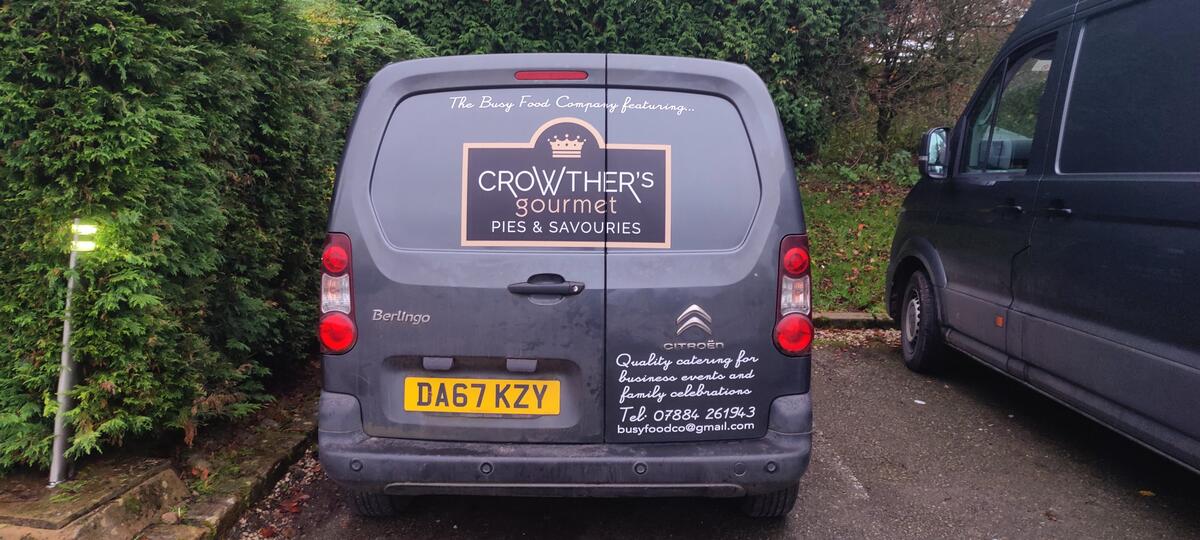 The Busy Food Company featuring...
CROWTHER'S
gourmet
PIES & SAVOURIES
Berlingo
CITROËN
Quality catering for
business events and
family celebrations
Tel: 07884 261943
busyfoodco@gmail.com
DA67 KZY